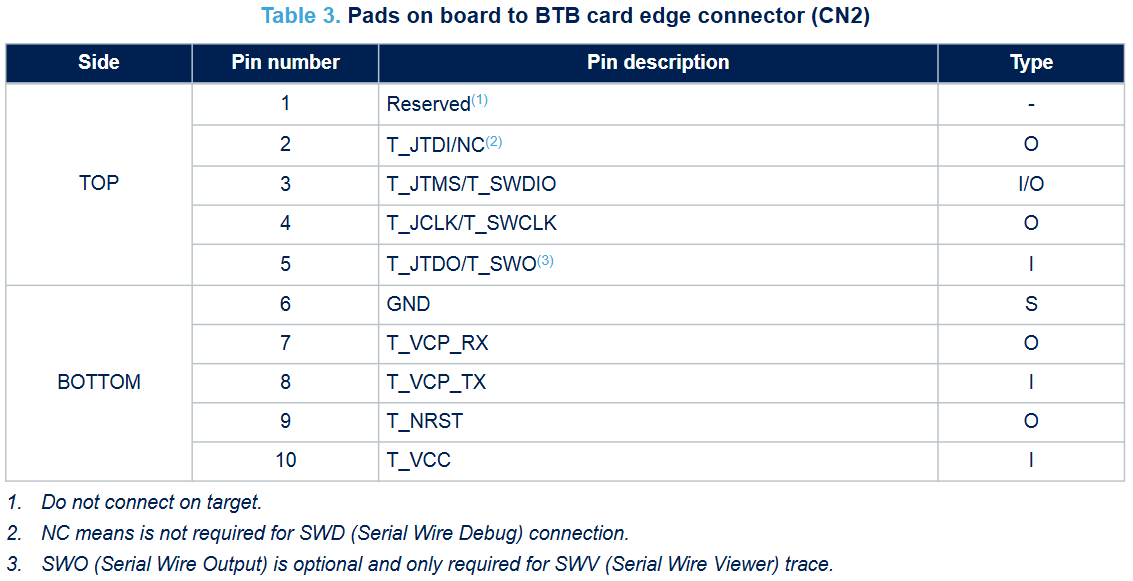 Table 3. Pads on board to BTB card edge connector (CN2)
Side Pin number Pin description Type
TOP
1 Reserved(1) -
2 T_JTDI/NC(2) O
3 T_JTMS/T_SWDIO I/O
4 T_JCLK/T_SWCLK O
5 T_JTDO/T_SWO(3) I
BOTTOM
6 GND S
7 T_VCP_RX O
8 T_VCP_TX I
9 T_NRST O
10 T_VCC I
1. Do not connect on target.
2. NC means is not required for SWD (Serial Wire Debug) connection.
3. SWO (Serial Wire Output) is optional and only required for SWV (Serial Wire Viewer) trace.